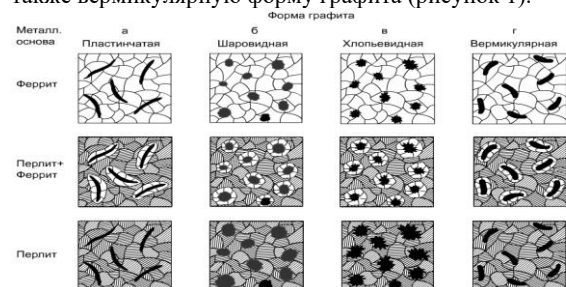 также вермикулярную форму графита (рисунок 1).
Форма графита
Металл. основа
а
Пластинчатая
б
Шаровидная
в
Хлопьевидная
г
Вермикулярная
Феррит
Перлит+
Феррит
Перлит